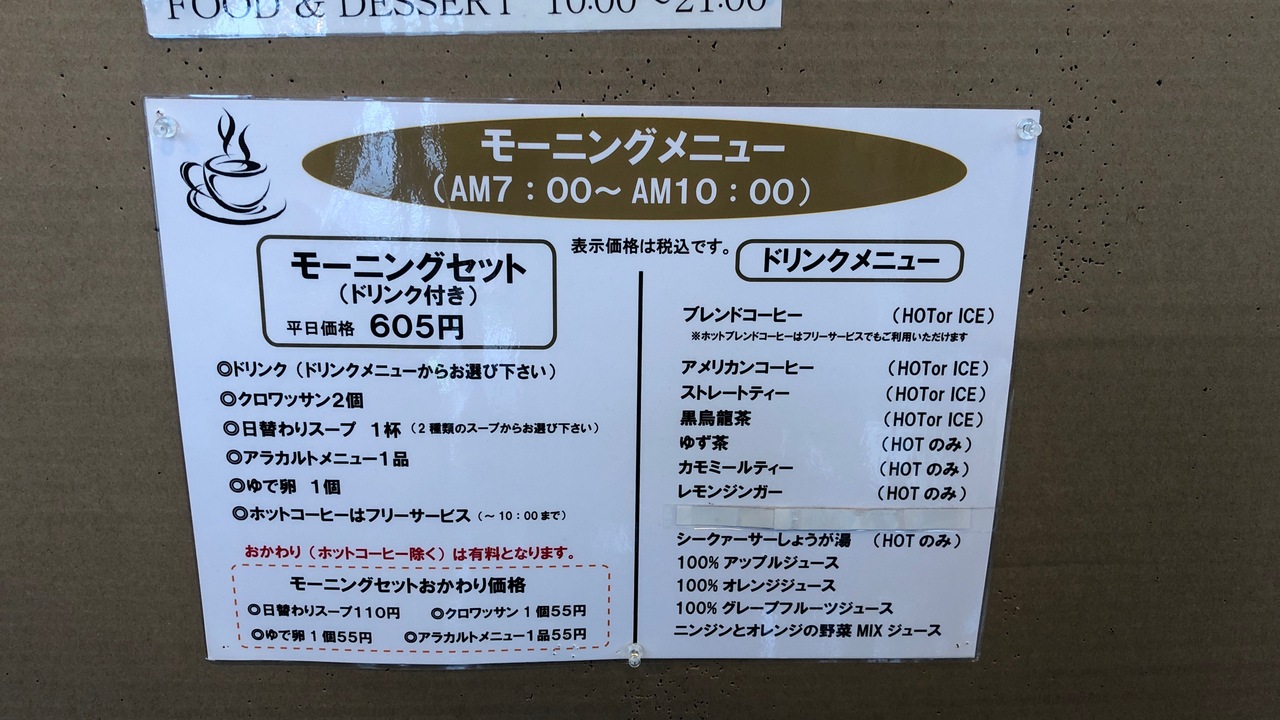 FOOD & DESSERT 10:00～21:00
モーニングメニュー
（AM7：00～ AM10：00）
表示価格は税込です。
モーニングセット
（ドリンク付き）
平日価格 605円
◎ドリンク（ドリンクメニューからお選び下さい）
◎クロワッサン2個
◎日替わりスープ 1杯（2種類のスープからお選び下さい）
◎アラカルトメニュー1品
◎ゆで卵 1個
◎ホットコーヒーはフリーサービス（～10：00まで）
おかわり（ホットコーヒー除く）は有料となります。
モーニングセットおかわり価格
◎日替わりスープ110円 ◎クロワッサン1個55円
◎ゆで卵1個55円 ◎アラカルトメニュー1品55円
ドリンクメニュー
ブレンドコーヒー （HOTor ICE）
※ホットブレンドコーヒーはフリーサービスでもご利用いただけます
アメリカンコーヒー （HOTor ICE）
ストレートティー （HOTor ICE）
黒烏龍茶 （HOTor ICE）
ゆず茶 （HOT のみ）
カモミールティー （HOT のみ）
レモンジンガー （HOT のみ）
シークァーサーしょうが湯 （HOT のみ）
100% アップルジュース
100% オレンジジュース
100% グレープフルーツジュース
ニンジンとオレンジの野菜 MIX ジュース